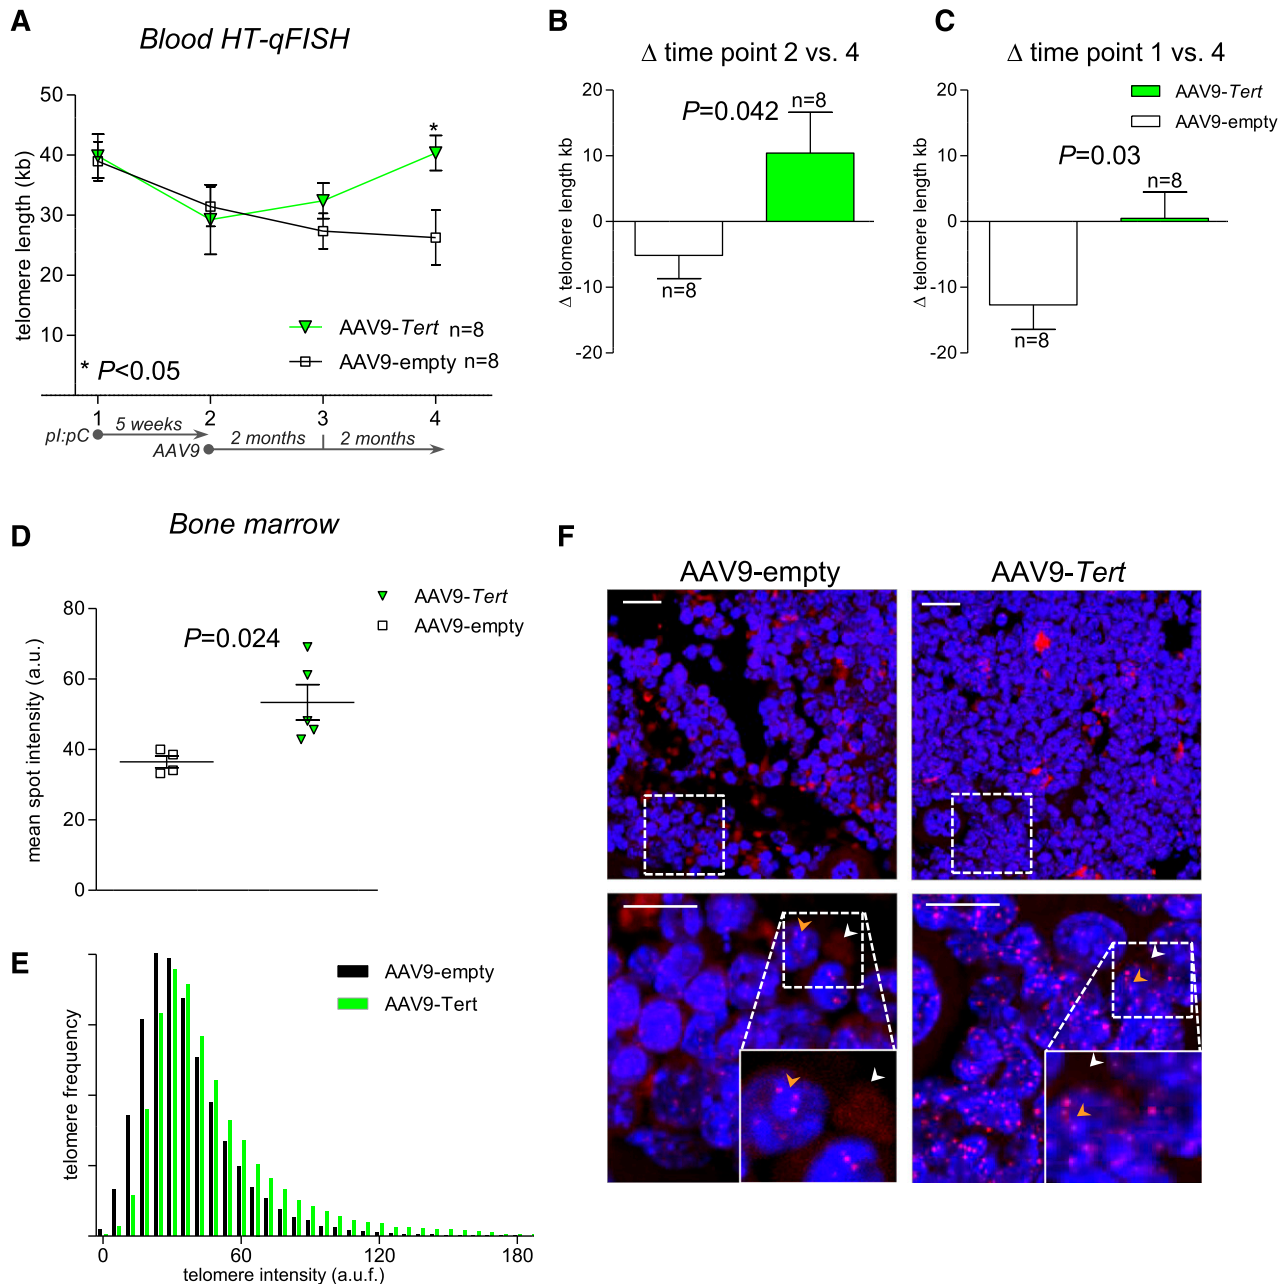 A
Blood HT-qFISH
telomere length (kb)
50
40
30
20
10
*
AAV9-Tert n=8
AAV9-empty n=8
* P<0.05
1
2
3
4
pI:pC
5 weeks
AAV9
2 months
2 months
B
Δ time point 2 vs. 4
Δ telomere length kb
20
10
0
-10
-20
P=0.042
n=8
n=8
C
Δ time point 1 vs. 4
AAV9-Tert
AAV9-empty
Δ telomere length kb
20
10
0
-10
-20
P=0.03
n=8
n=8
D
Bone marrow
mean spot intensity (a.u.)
80
60
40
20
0
P=0.024
AAV9-Tert
AAV9-empty
E
telomere frequency
AAV9-empty
AAV9-Tert
0
60
120
180
telomere intensity (a.u.f.)
F
AAV9-empty
AAV9-Tert